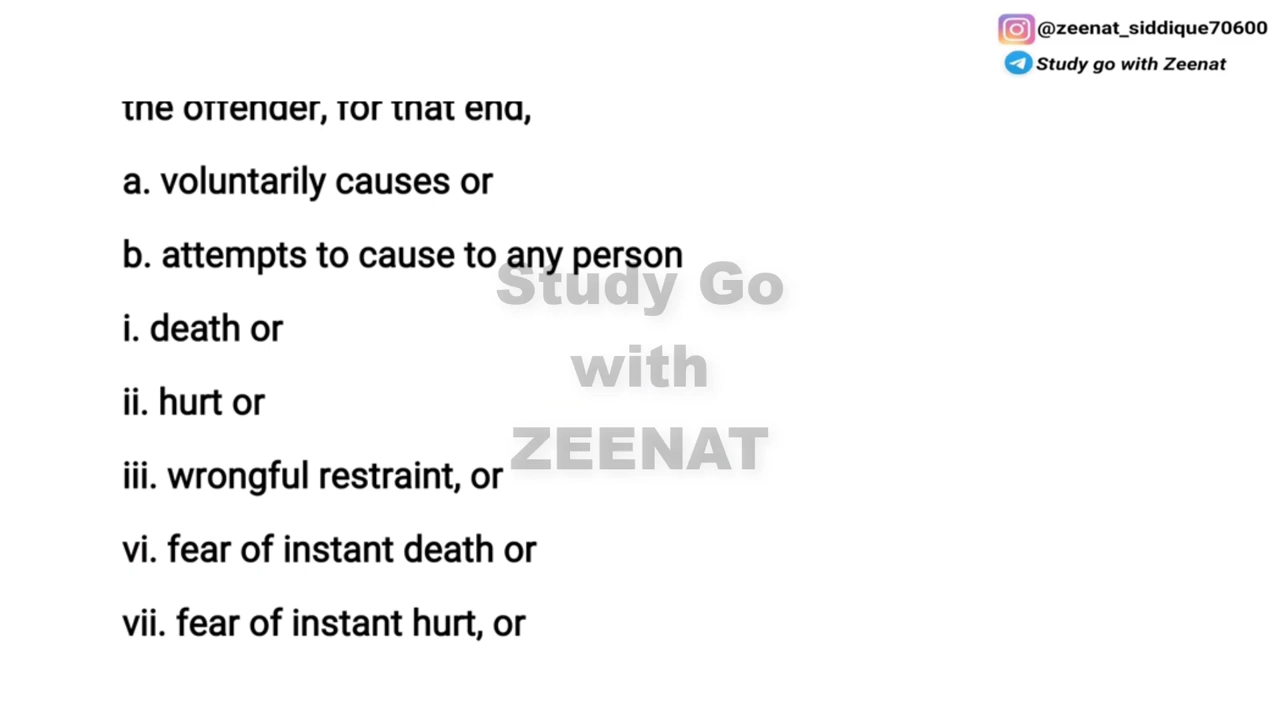 @zeenat_siddique70600
Study go with Zeenat
the offender, for that end,
a. voluntarily causes or
b. attempts to cause to any person
i. death or
ii. hurt or
iii. wrongful restraint, or
vi. fear of instant death or
vii. fear of instant hurt, or
Study Go
with
ZEENAT